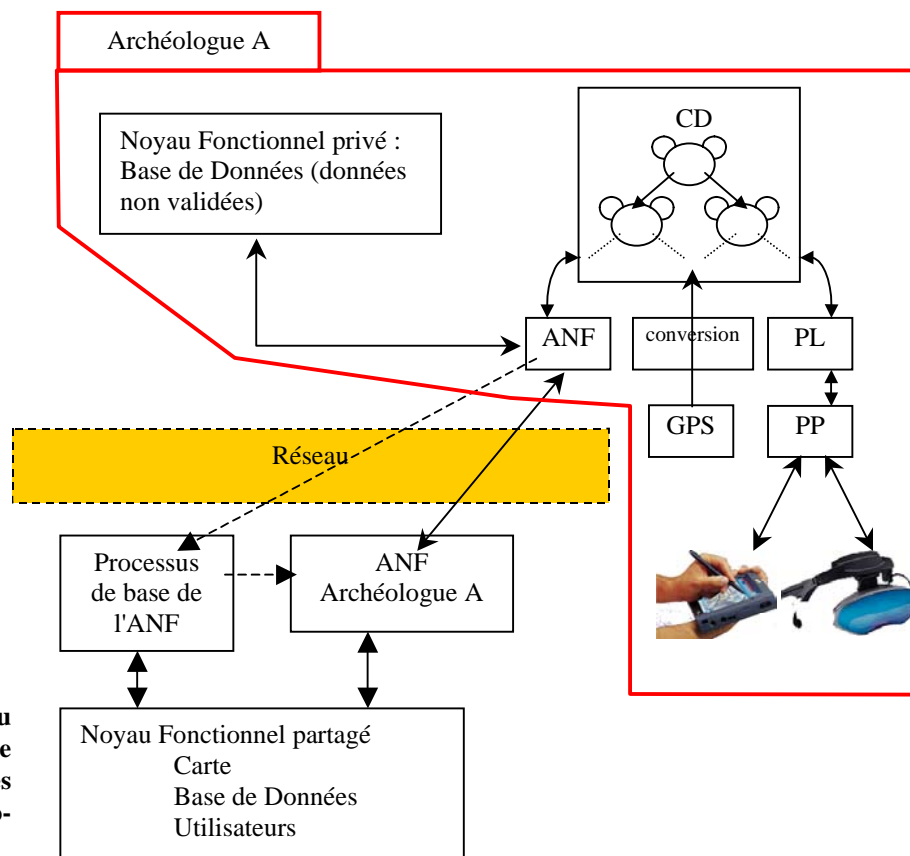 Archéologue A
CD
Noyau Fonctionnel privé :
Base de Données (données
non validées)
ANF
conversion
PL
GPS
PP
Réseau
Processus
de base de
l'ANF
ANF
Archéologue A
u
e
es
o-
Noyau Fonctionnel partagé
Carte
Base de Données
Utilisateurs